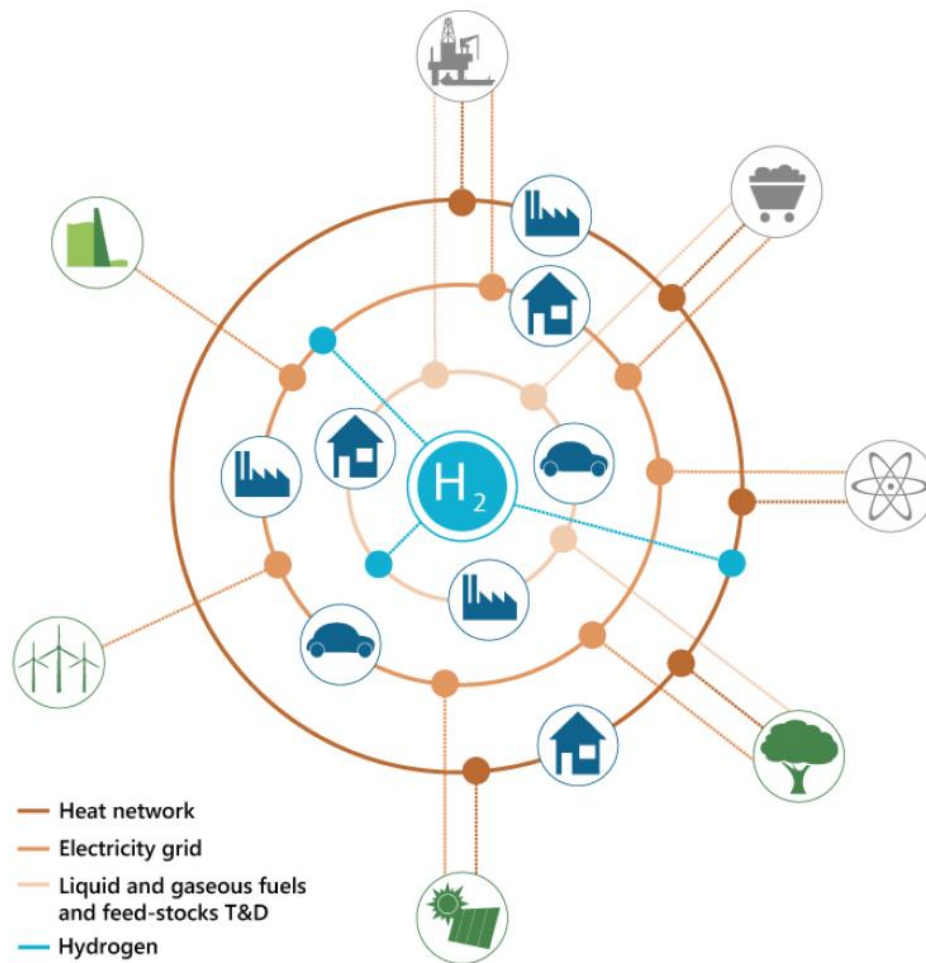 H₂
Heat network
Electricity grid
Liquid and gaseous fuels
and feed-stocks T&D
Hydrogen